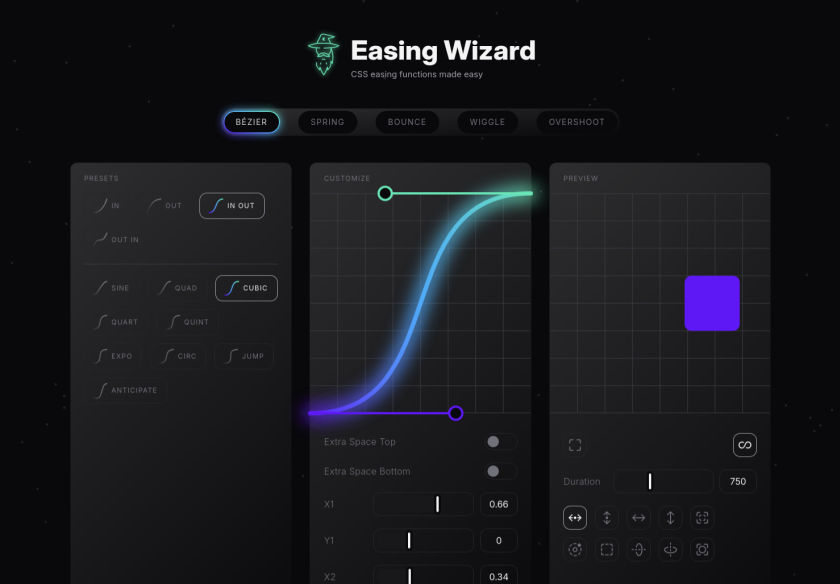 Easing Wizard
CSS easing functions made easy
BÉZIER SPRING BOUNCE WIGGLE OVERSHOOT
PRESETS
IN OUT IN OUT
OUT IN
SINE QUAD CUBIC
QUART QUINT
EXPO CIRC JUMP
ANTICIPATE
CUSTOMIZE
Extra Space Top
Extra Space Bottom
X1 0.66
Y1 0
X2 0.34
PREVIEW
Duration 750